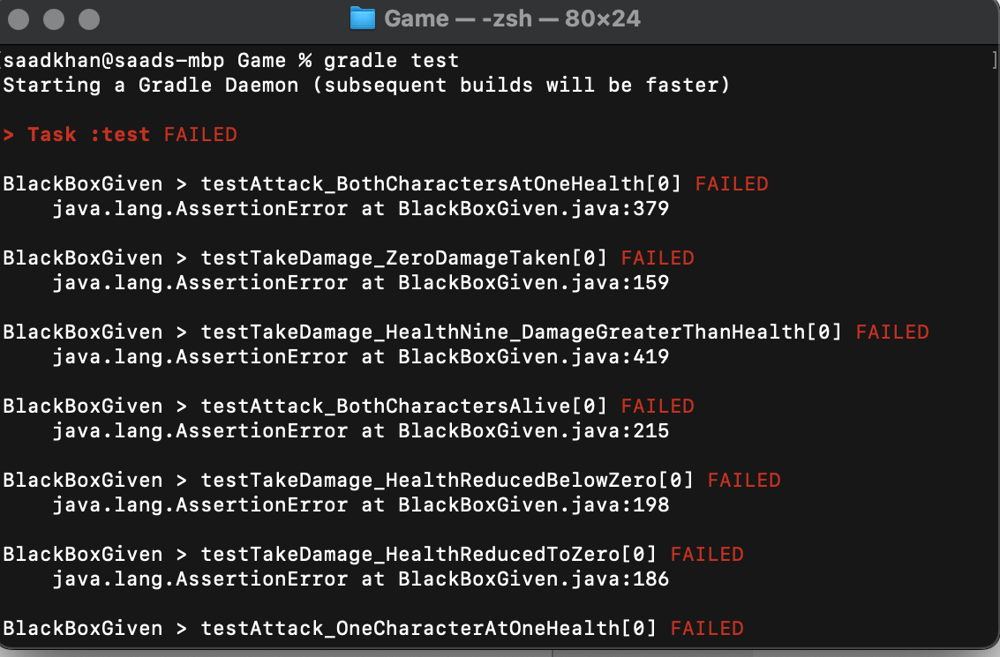 Game — -zsh — 80×24
[saadkhan@saads-mbp Game % gradle test ]
Starting a Gradle Daemon (subsequent builds will be faster)
> Task :test FAILED
BlackBoxGiven > testAttack_BothCharactersAtOneHealth[0] FAILED
java.lang.AssertionError at BlackBoxGiven.java:379
BlackBoxGiven > testTakeDamage_ZeroDamageTaken[0] FAILED
java.lang.AssertionError at BlackBoxGiven.java:159
BlackBoxGiven > testTakeDamage_HealthNine_DamageGreaterThanHealth[0] FAILED
java.lang.AssertionError at BlackBoxGiven.java:419
BlackBoxGiven > testAttack_BothCharactersAlive[0] FAILED
java.lang.AssertionError at BlackBoxGiven.java:215
BlackBoxGiven > testTakeDamage_HealthReducedBelowZero[0] FAILED
java.lang.AssertionError at BlackBoxGiven.java:198
BlackBoxGiven > testTakeDamage_HealthReducedToZero[0] FAILED
java.lang.AssertionError at BlackBoxGiven.java:186
BlackBoxGiven > testAttack_OneCharacterAtOneHealth[0] FAILED